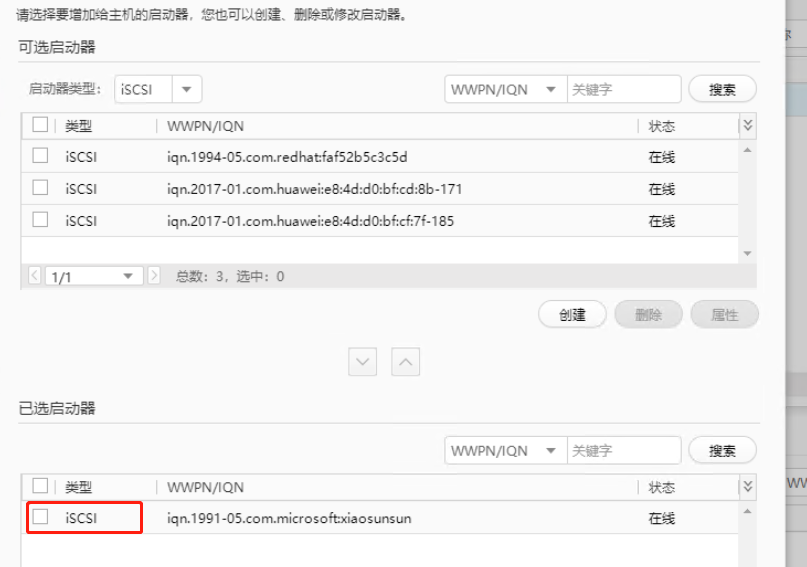 请选择要增加给主机的启动器，您也可以创建、删除或修改启动器。
可选启动器
启动器类型: iSCSI WWPN/IQN 关键字 搜索
类型 WWPN/IQN 状态
iSCSI iqn.1994-05.com.redhat:faf52b5c3c5d 在线
iSCSI iqn.2017-01.com.huawei:e8:4d:d0:bf:cd:8b-171 在线
iSCSI iqn.2017-01.com.huawei:e8:4d:d0:bf:cf:7f-185 在线
1/1 总数: 3, 选中: 0
创建 删除 属性
已选启动器
WWPN/IQN 关键字 搜索
类型 WWPN/IQN 状态
iSCSI iqn.1991-05.com.microsoft:xiaosunsun 在线